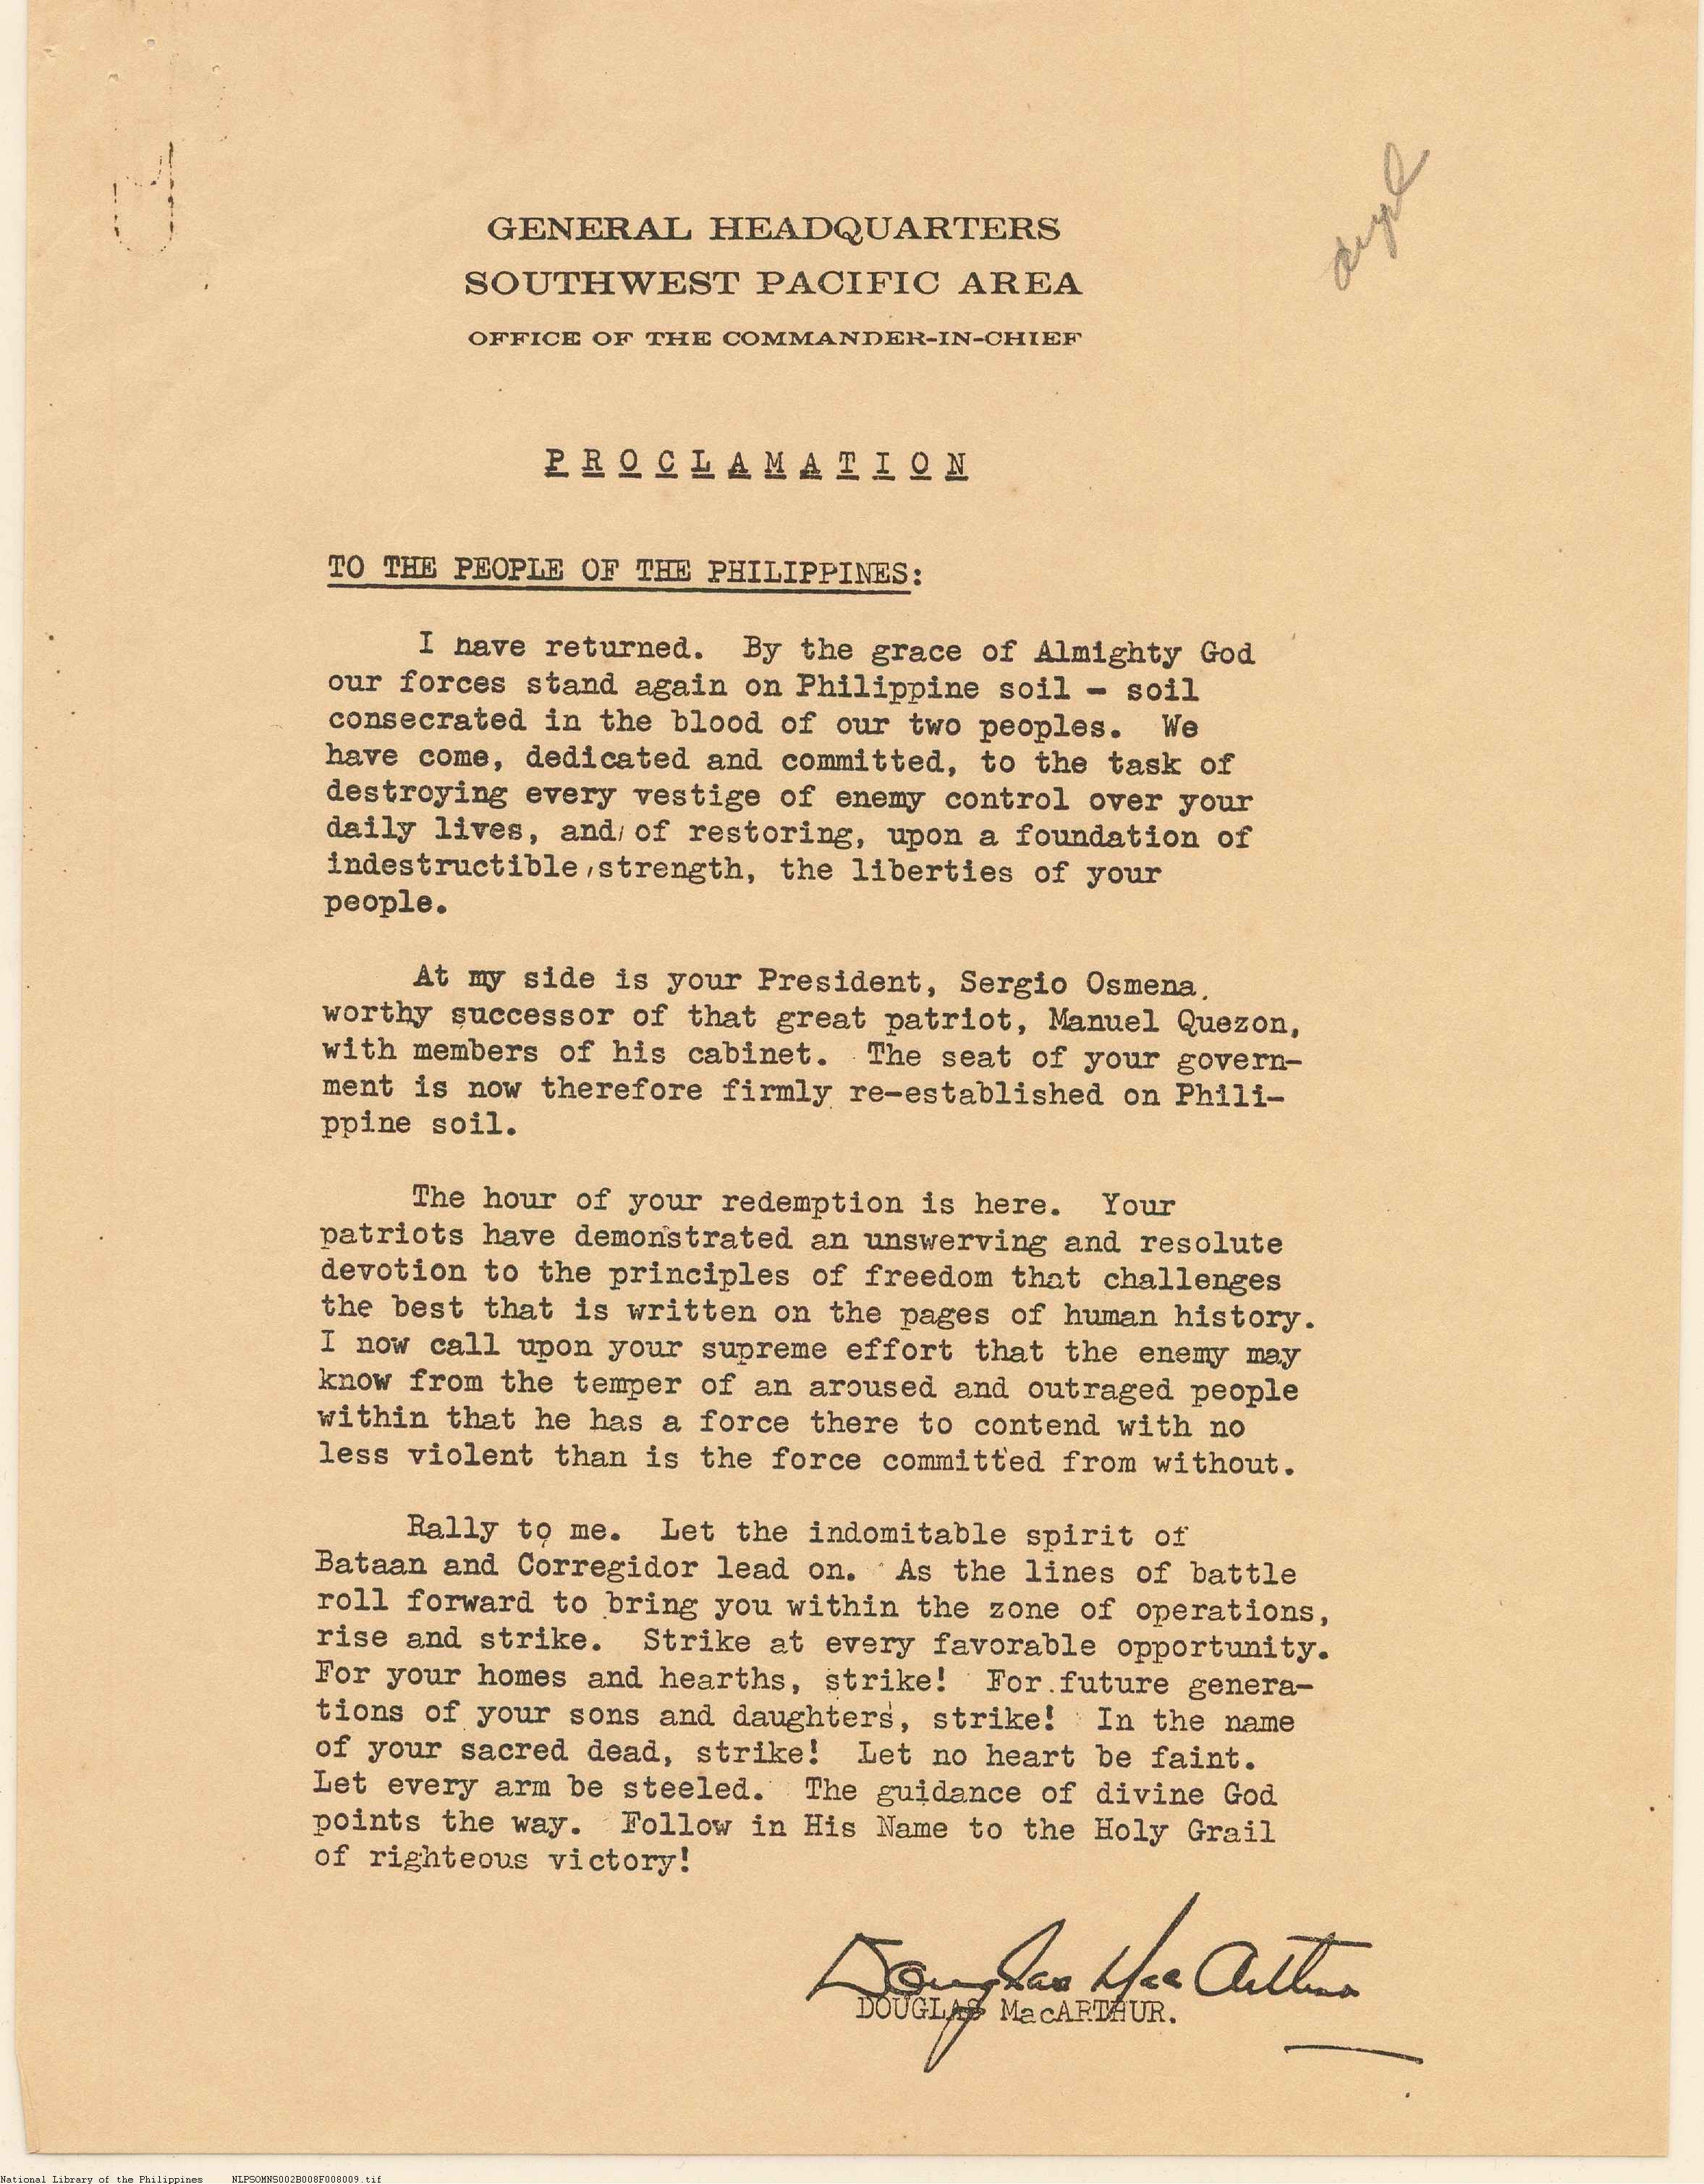 GENERAL HEADQUARTERS
SOUTHWEST PACIFIC AREA
OFFICE OF THE COMMANDER-IN-CHIEF
PROCLAMATION
TO THE PEOPLE OF THE PHILIPPINES:
I have returned. By the grace of Almighty God
our forces stand again on Philippine soil - soil
consecrated in the blood of our two peoples. We
have come, dedicated and committed, to the task of
destroying every vestige of enemy control over your
daily lives, and of restoring, upon a foundation of
indestructible strength, the liberties of your
people.
At my side is your President, Sergio Osmena,
worthy successor of that great patriot, Manuel Quezon,
with members of his cabinet. The seat of your govern-
ment is now therefore firmly re-established on Phili-
ppine soil.
The hour of your redemption is here. Your
patriots have demonstrated an unswerving and resolute
devotion to the principles of freedom that challenges
the best that is written on the pages of human history.
I now call upon your supreme effort that the enemy may
know from the temper of an aroused and outraged people
within that he has a force there to contend with no
less violent than is the force committed from without.
Rally to me. Let the indomitable spirit of
Bataan and Corregidor lead on. As the lines of battle
roll forward to bring you within the zone of operations,
rise and strike. Strike at every favorable opportunity.
For your homes and hearths, strike! For future genera-
tions of your sons and daughters, strike! In the name
of your sacred dead, strike! Let no heart be faint.
Let every arm be steeled. The guidance of divine God
points the way. Follow in His Name to the Holy Grail
of righteous victory!
Douglas MacArthur
DOUGLAS MacARTHUR.
National Library of the Philippines NLPSOMNS002B008F008009.tif